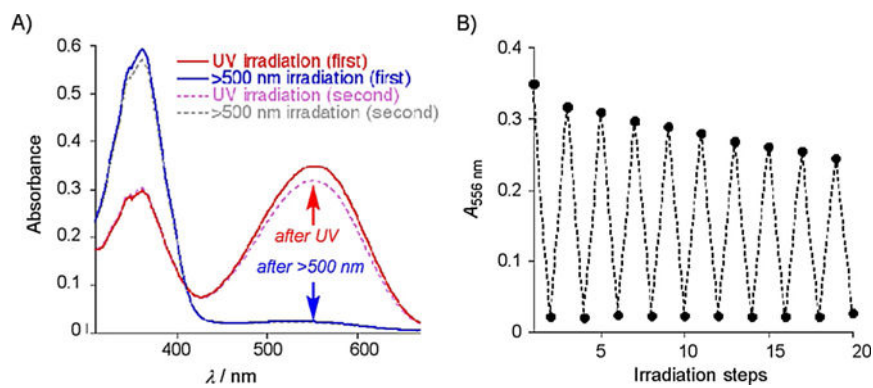 A)
0.6
0.5
0.4
0.3
0.2
0.1
0
Absorbance
UV irradiation (first)
>500 nm irradiation (first)
UV irradiation (second)
>500 nm irradation (second)
after UV
after >500 nm
400 500 600
λ / nm
B)
0.4
0.3
0.2
0.1
0
A556 nm
5 10 15 20
Irradiation steps